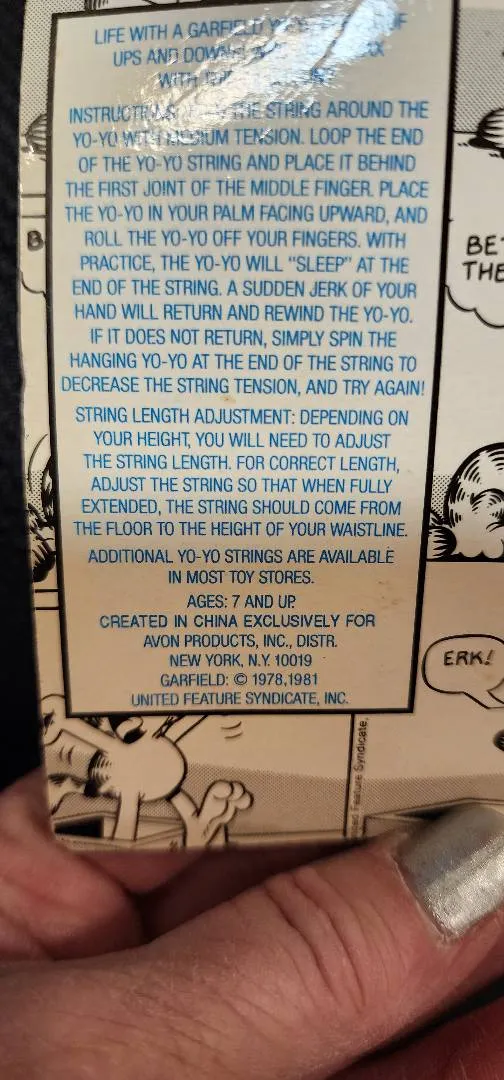 LIFE WITH A GARFIELD OF
UPS AND DOWNS
WITH
INSTRUCTIONS: THE STRING AROUND THE
YO-YO WITH MEDIUM TENSION. LOOP THE END
OF THE YO-YO STRING AND PLACE IT BEHIND
THE FIRST JOINT OF THE MIDDLE FINGER. PLACE
THE YO-YO IN YOUR PALM FACING UPWARD, AND
ROLL THE YO-YO OFF YOUR FINGERS. WITH
PRACTICE, THE YO-YO WILL "SLEEP" AT THE
END OF THE STRING. A SUDDEN JERK OF YOUR
HAND WILL RETURN AND REWIND THE YO-YO.
IF IT DOES NOT RETURN, SIMPLY SPIN THE
HANGING YO-YO AT THE END OF THE STRING TO
DECREASE THE STRING TENSION, AND TRY AGAIN!
STRING LENGTH ADJUSTMENT: DEPENDING ON
YOUR HEIGHT, YOU WILL NEED TO ADJUST
THE STRING LENGTH. FOR CORRECT LENGTH,
ADJUST THE STRING SO THAT WHEN FULLY
EXTENDED, THE STRING SHOULD COME FROM
THE FLOOR TO THE HEIGHT OF YOUR WAISTLINE.
ADDITIONAL YO-YO STRINGS ARE AVAILABLE
IN MOST TOY STORES.
AGES: 7 AND UP.
CREATED IN CHINA EXCLUSIVELY FOR
AVON PRODUCTS, INC., DISTR.
NEW YORK, N.Y. 10019
GARFIELD: © 1978,1981
UNITED FEATURE SYNDICATE, INC.
B
BET
THE
ERK!
Feature Syndicate,